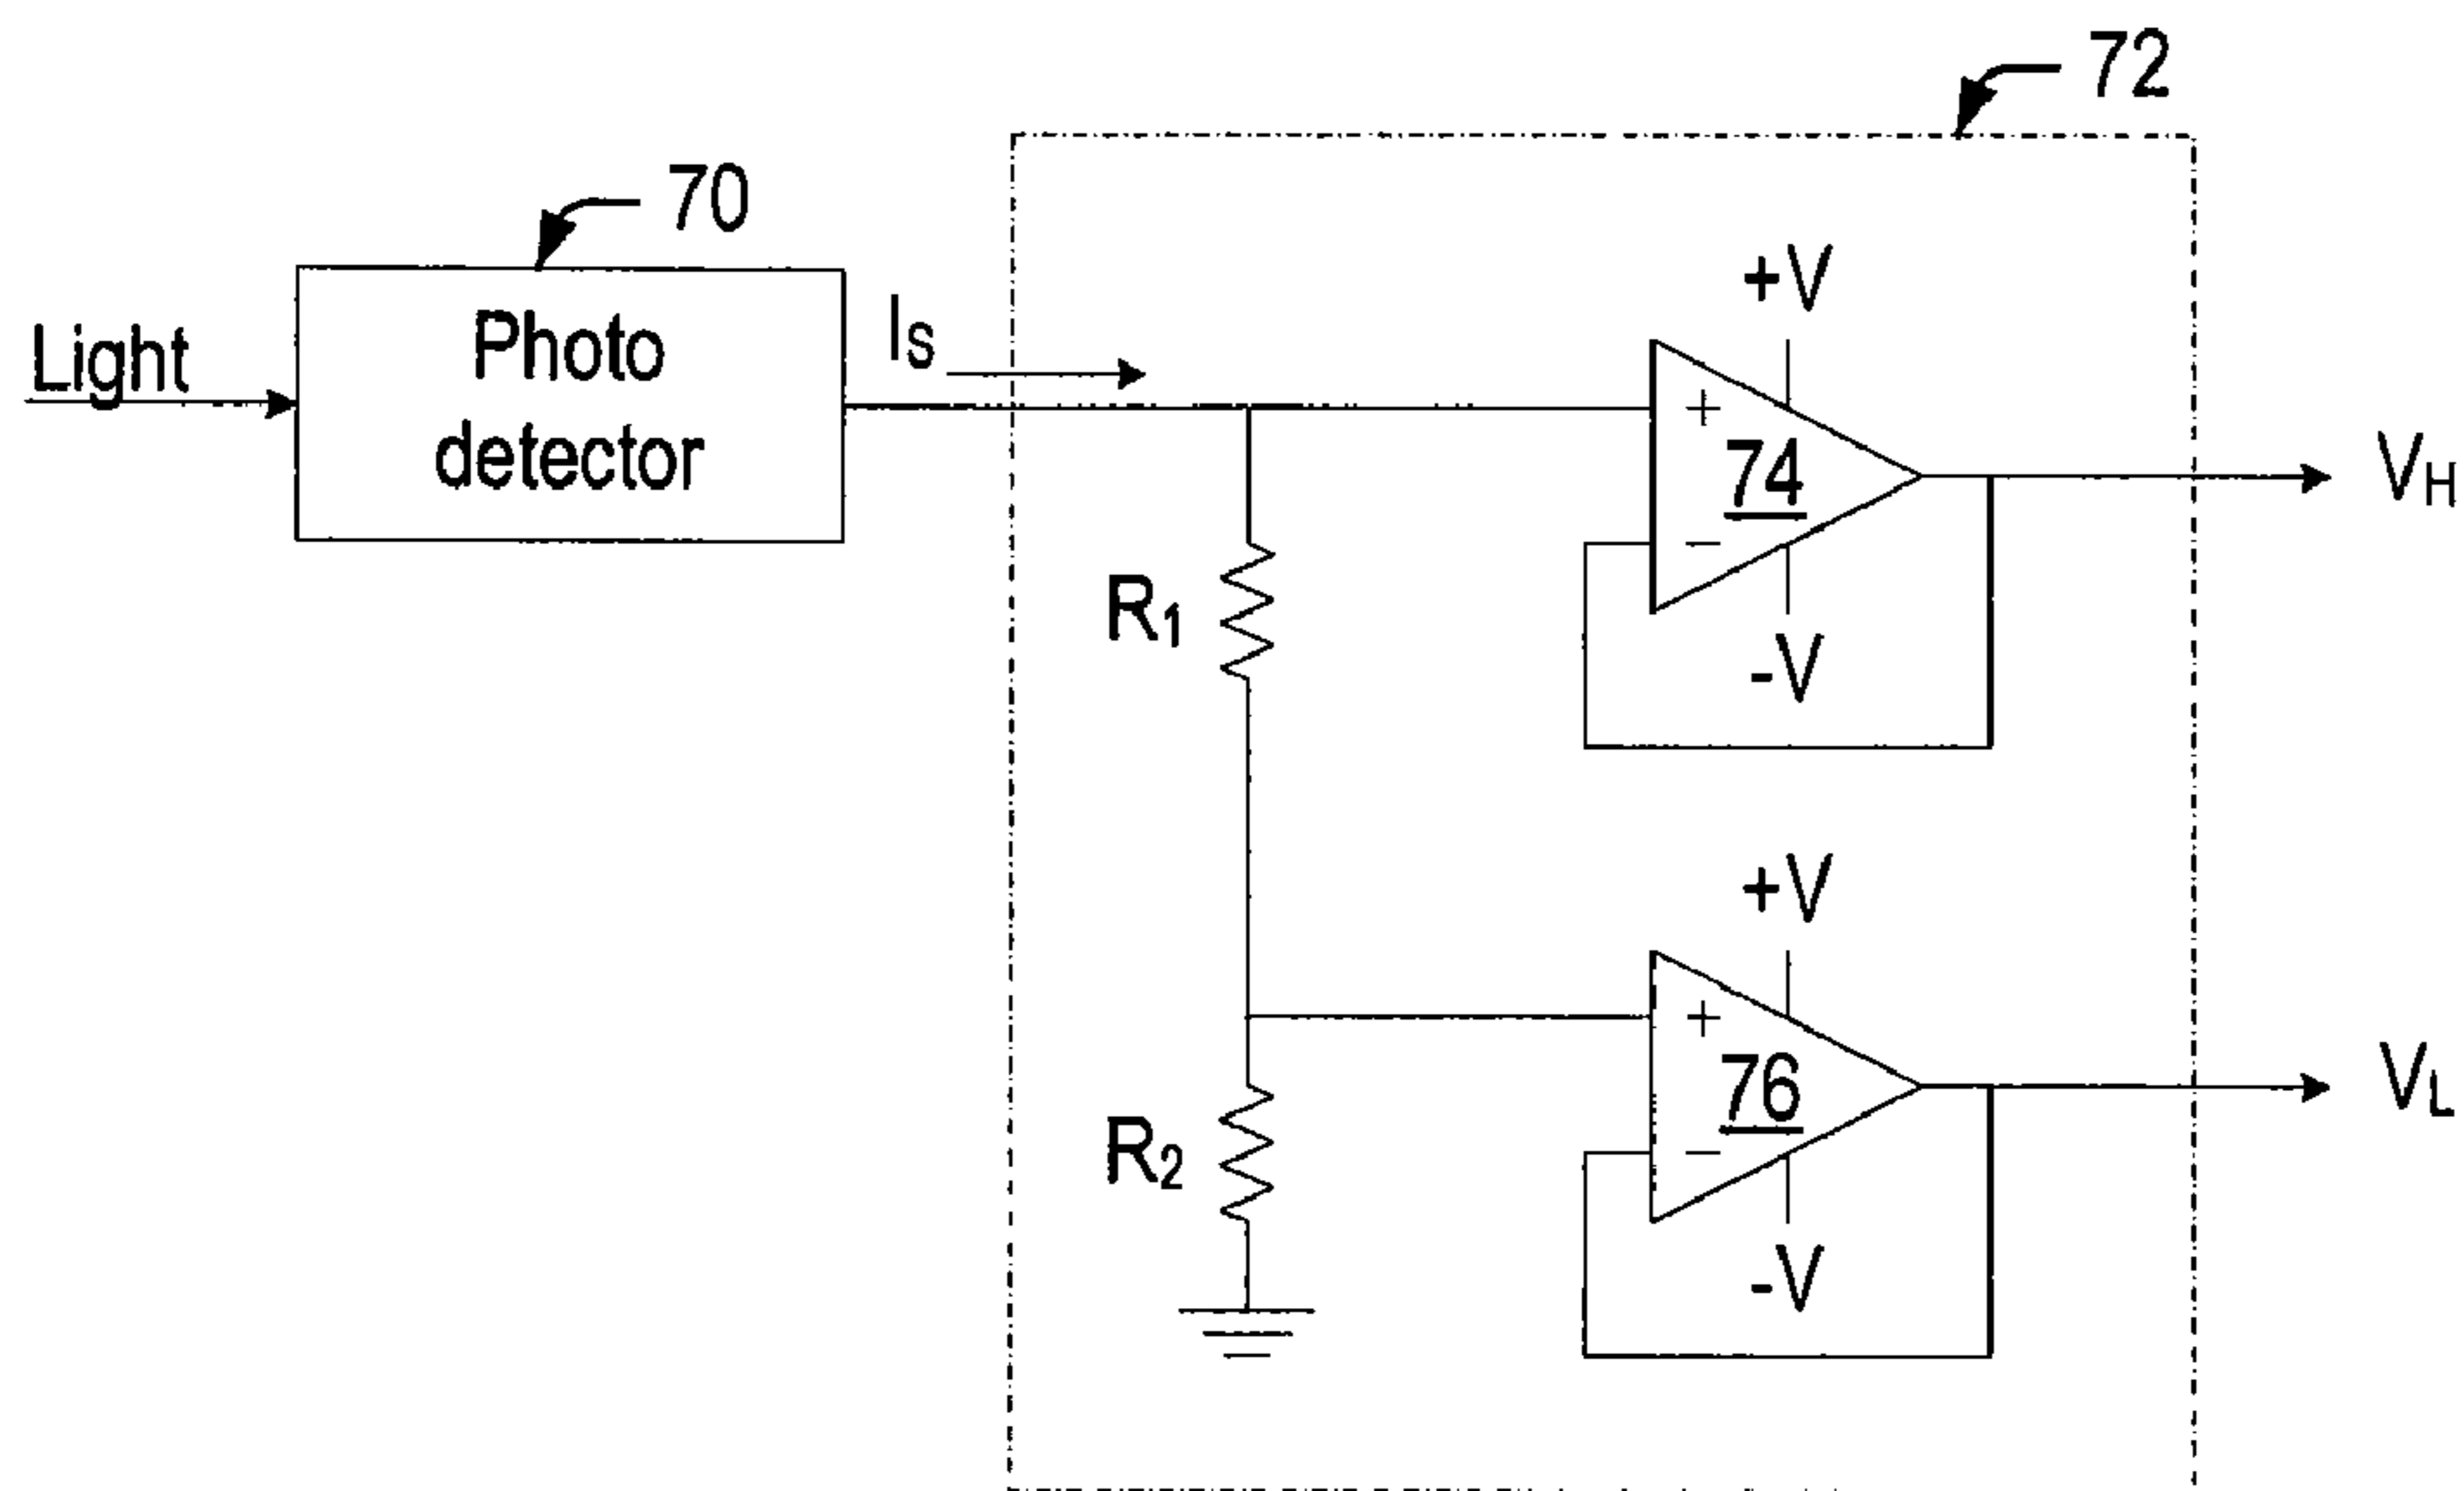 72
70
Light
Photo
detector
Is
+V
+
74
−
-V
VH
R1
+V
+
76
−
-V
VL
R2